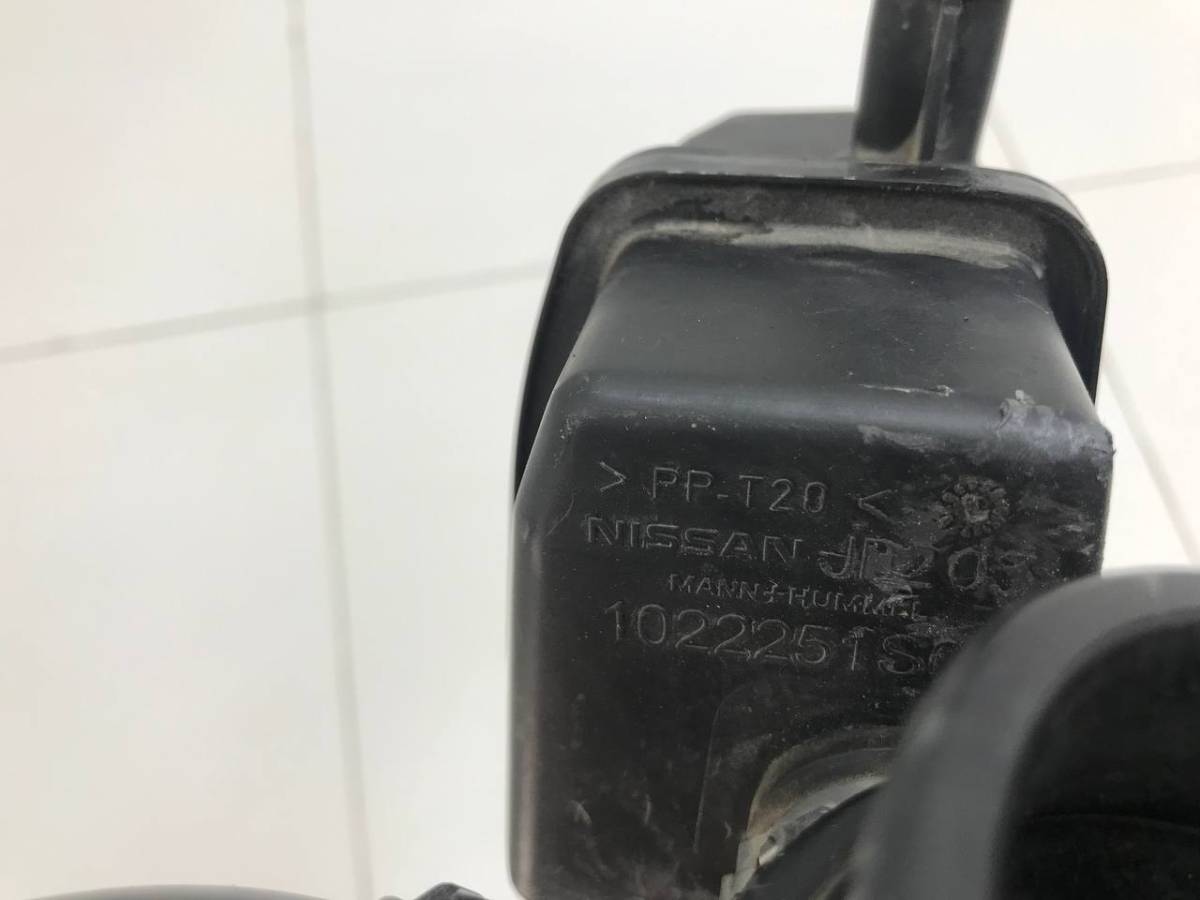 > PP-T20 <
NISSAN
MANN+HUMMEL
1022251S